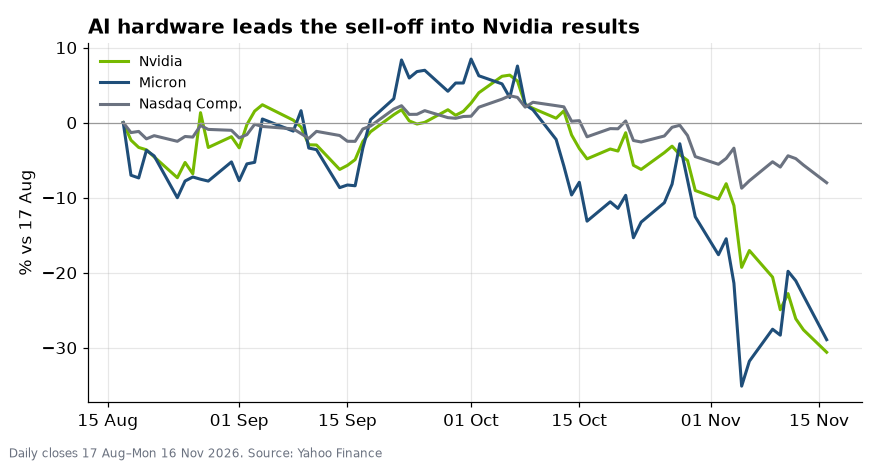 AI hardware leads the sell-off into Nvidia results
% vs 17 Aug
10
0
−10
−20
−30
Nvidia
Micron
Nasdaq Comp.
15 Aug
01 Sep
15 Sep
01 Oct
15 Oct
01 Nov
15 Nov
Daily closes 17 Aug–Mon 16 Nov 2026. Source: Yahoo Finance